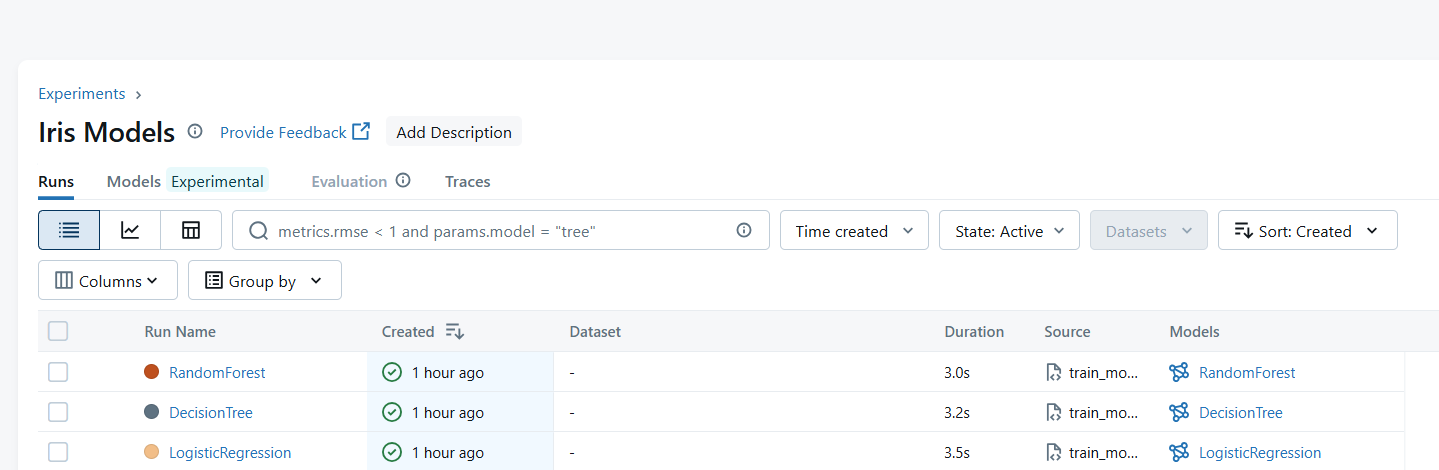 Experiments
Iris Models Provide Feedback Add Description
Runs Models Experimental Evaluation Traces
metrics.rmse < 1 and params.model = "tree" Time created State: Active Datasets Sort: Created
Columns Group by
Run Name Created Dataset Duration Source Models
RandomForest 1 hour ago - 3.0s train_mo... RandomForest
DecisionTree 1 hour ago - 3.2s train_mo... DecisionTree
LogisticRegression 1 hour ago - 3.5s train_mo... LogisticRegression